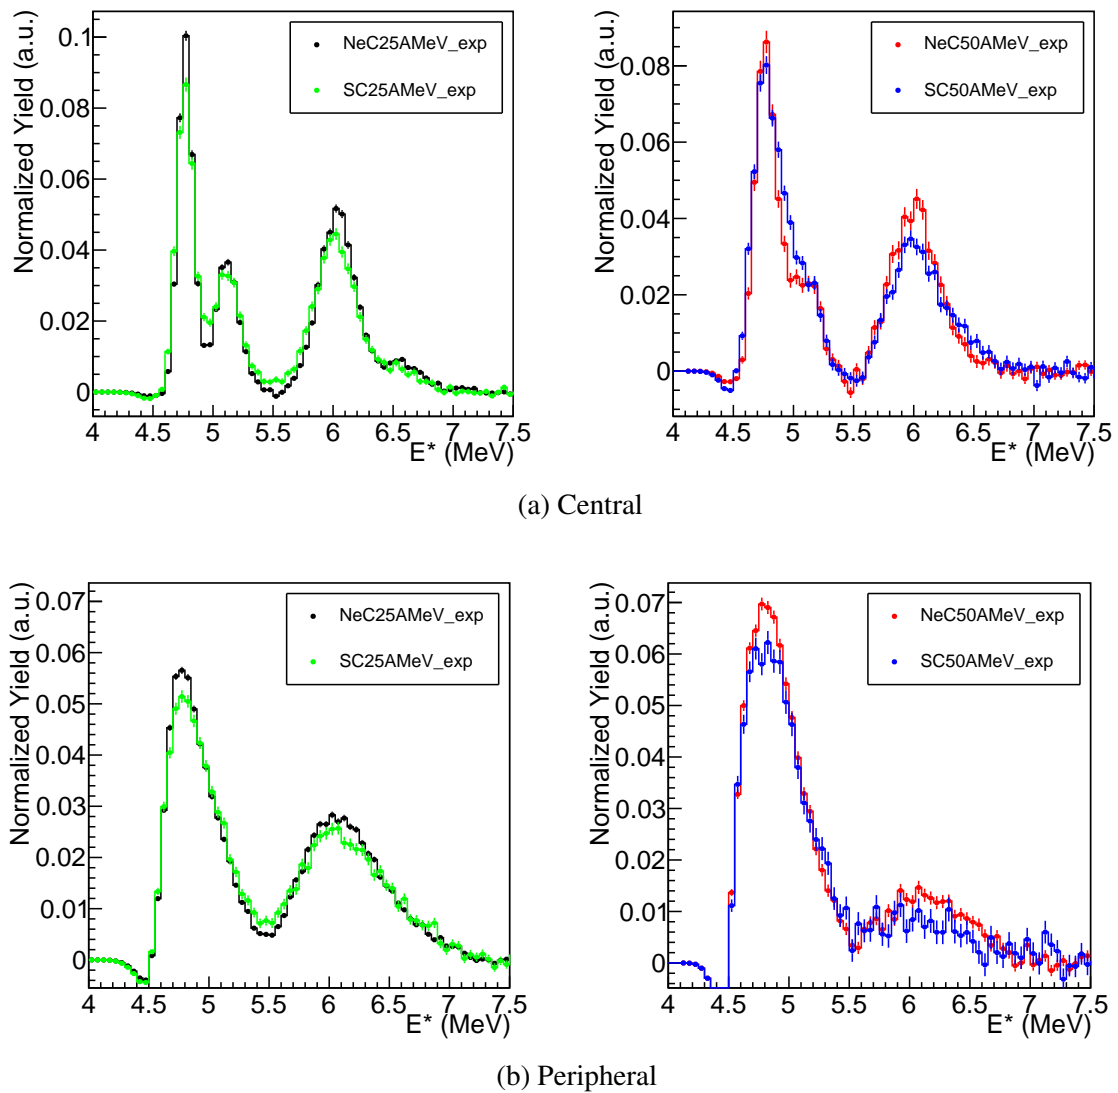 Normalized Yield (a.u.)
0.1
0.08
0.06
0.04
0.02
0
NeC25AMeV_exp
SC25AMeV_exp
4 4.5 5 5.5 6 6.5 7 7.5
E* (MeV)
Normalized Yield (a.u.)
0.08
0.06
0.04
0.02
0
NeC50AMeV_exp
SC50AMeV_exp
4 4.5 5 5.5 6 6.5 7 7.5
E* (MeV)
(a) Central
Normalized Yield (a.u.)
0.07
0.06
0.05
0.04
0.03
0.02
0.01
0
NeC25AMeV_exp
SC25AMeV_exp
4 4.5 5 5.5 6 6.5 7 7.5
E* (MeV)
Normalized Yield (a.u.)
0.07
0.06
0.05
0.04
0.03
0.02
0.01
0
NeC50AMeV_exp
SC50AMeV_exp
4 4.5 5 5.5 6 6.5 7 7.5
E* (MeV)
(b) Peripheral